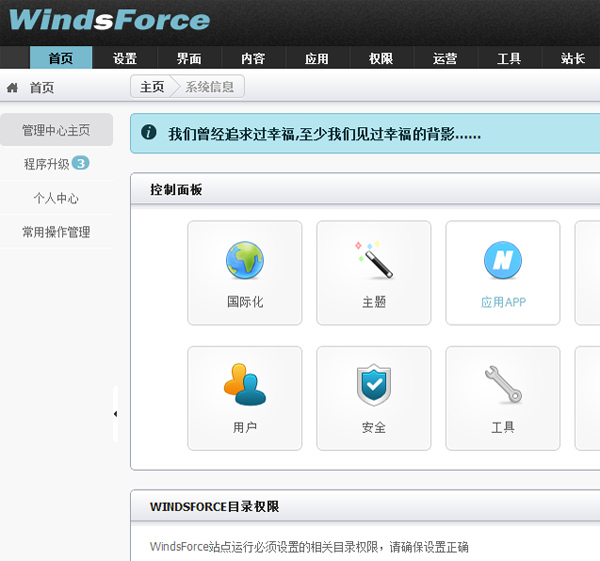 WindsForce
首页 设置 界面 内容 应用 权限 运营 工具 站长
首页 主页 系统信息
管理中心主页
程序升级 3
个人中心
常用操作管理
我们曾经追求过幸福,至少我们见过幸福的背影......
控制面板
国际化 主题 应用APP
N
用户 安全 工具
WINDSFORCE目录权限
WindsForce站点运行必须设置的相关目录权限，请确保设置正确